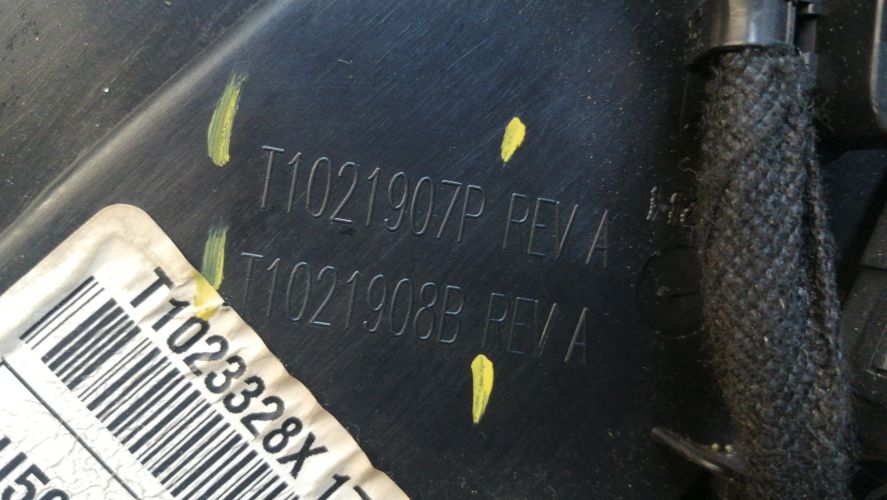 T1021907P REV A
T1021908B REV A
T1023328X